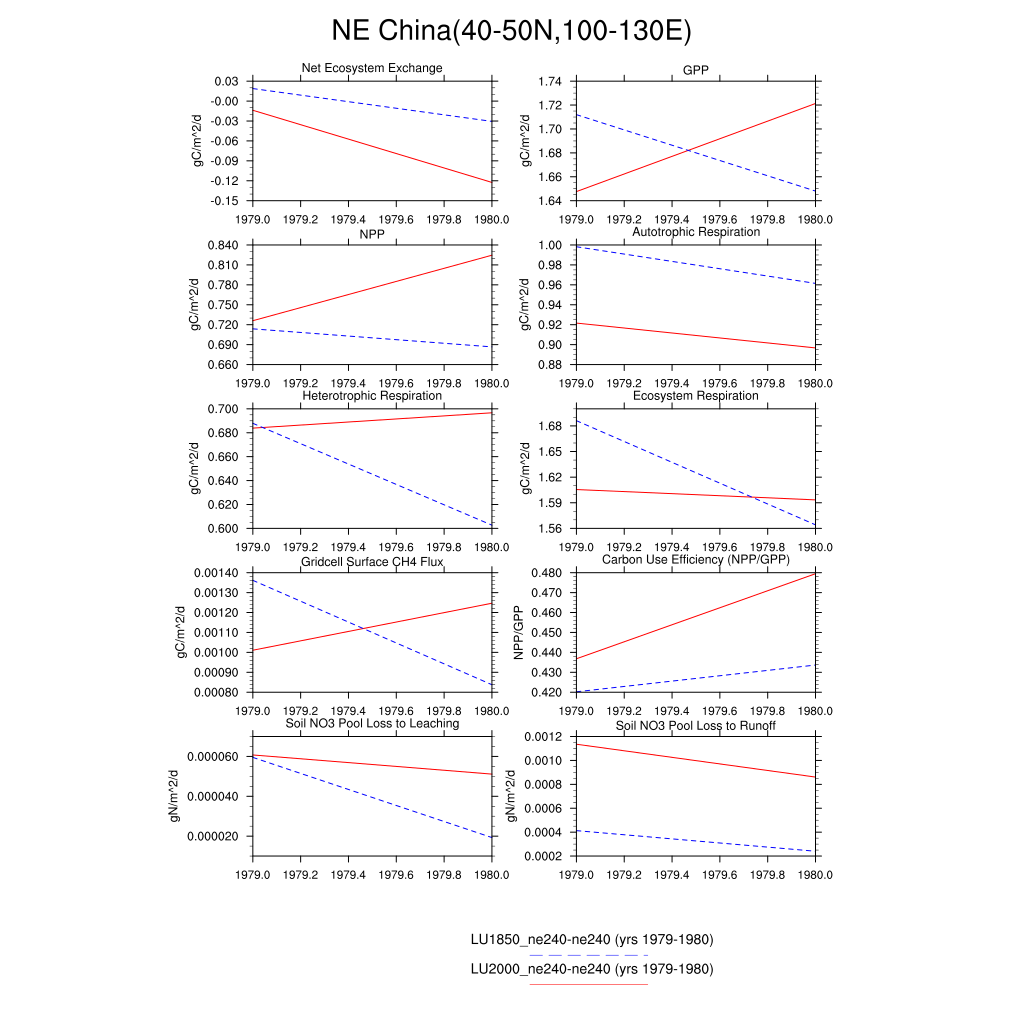 NE China(40-50N,100-130E)
Net Ecosystem Exchange
gC/m^2/d
0.03
-0.00
-0.03
-0.06
-0.09
-0.12
-0.15
1979.0 1979.2 1979.4 1979.6 1979.8 1980.0
GPP
gC/m^2/d
1.74
1.72
1.70
1.68
1.66
1.64
1979.0 1979.2 1979.4 1979.6 1979.8 1980.0
NPP
gC/m^2/d
0.840
0.810
0.780
0.750
0.720
0.690
0.660
1979.0 1979.2 1979.4 1979.6 1979.8 1980.0
Autotrophic Respiration
gC/m^2/d
1.00
0.98
0.96
0.94
0.92
0.90
0.88
1979.0 1979.2 1979.4 1979.6 1979.8 1980.0
Heterotrophic Respiration
gC/m^2/d
0.700
0.680
0.660
0.640
0.620
0.600
1979.0 1979.2 1979.4 1979.6 1979.8 1980.0
Ecosystem Respiration
gC/m^2/d
1.68
1.65
1.62
1.59
1.56
1979.0 1979.2 1979.4 1979.6 1979.8 1980.0
Gridcell Surface CH4 Flux
gC/m^2/d
0.00140
0.00130
0.00120
0.00110
0.00100
0.00090
0.00080
1979.0 1979.2 1979.4 1979.6 1979.8 1980.0
Carbon Use Efficiency (NPP/GPP)
NPP/GPP
0.480
0.470
0.460
0.450
0.440
0.430
0.420
1979.0 1979.2 1979.4 1979.6 1979.8 1980.0
Soil NO3 Pool Loss to Leaching
gN/m^2/d
0.000060
0.000040
0.000020
1979.0 1979.2 1979.4 1979.6 1979.8 1980.0
Soil NO3 Pool Loss to Runoff
gN/m^2/d
0.0012
0.0010
0.0008
0.0006
0.0004
0.0002
1979.0 1979.2 1979.4 1979.6 1979.8 1980.0
LU1850_ne240-ne240 (yrs 1979-1980)
LU2000_ne240-ne240 (yrs 1979-1980)